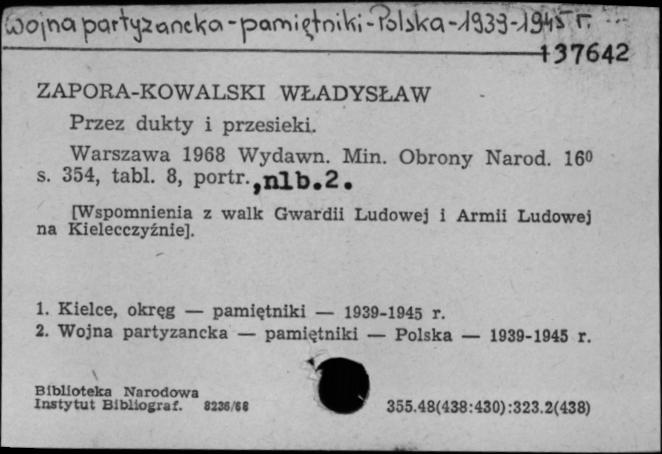 Wojna partyzancka - pamiętniki - Polska - 1939-1945 r.
137642
ZAPORA-KOWALSKI WŁADYSŁAW
Przez dukty i przesieki.
Warszawa 1968 Wydawn. Min. Obrony Narod. 16⁰
s. 354, tabl. 8, portr., nlb.2.
[Wspomnienia z walk Gwardii Ludowej i Armii Ludowej
na Kielecczyźnie].
1. Kielce, okręg — pamiętniki — 1939-1945 r.
2. Wojna partyzancka — pamiętniki — Polska — 1939-1945 r.
Biblioteka Narodowa
Instytut Bibliograf. 8236/68
355.48(438:430):323.2(438)